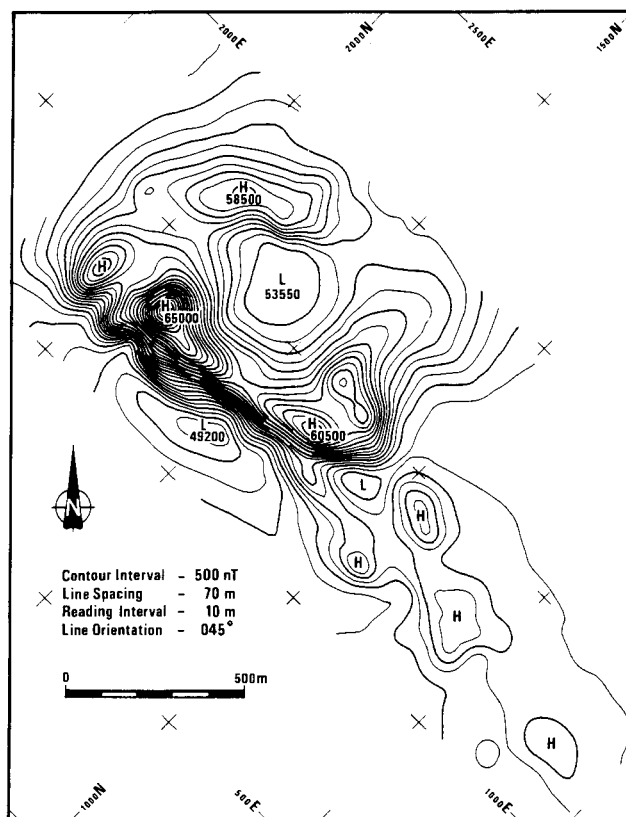 2000E
2000N
2500E
1500N
H
58500
H
L
53550
H
65000
L
49200
H
60500
L
H
H
H
H
N
Contour Interval - 500 nT
Line Spacing - 70 m
Reading Interval - 10 m
Line Orientation - 045°
0 500m
1000N
500E
1000E